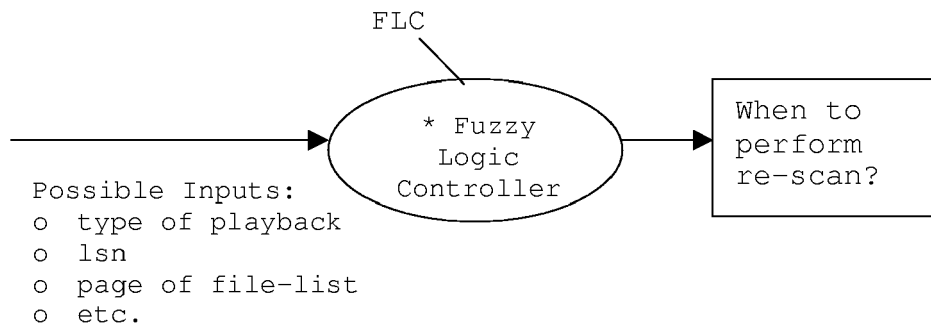 FLC
* Fuzzy
Logic
Controller
When to
perform
re-scan?
Possible Inputs:
o type of playback
o lsn
o page of file-list
o etc.